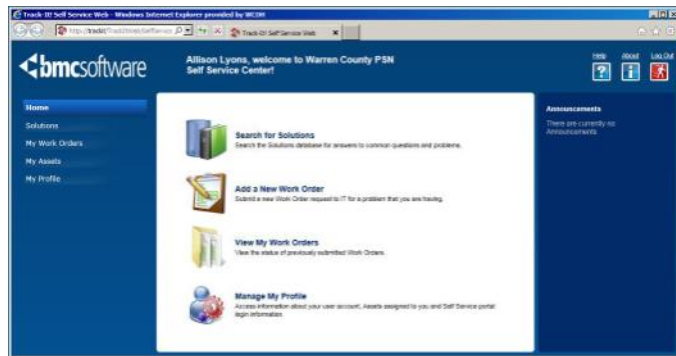 Track-It! Self Service Web - Windows Internet Explorer provided by WCDH
Track-It! Self Service Web
bmcsoftware
Allison Lyons, welcome to Warren County PSN
Self Service Center!
Help
About
Log Out
Home
Solutions
My Work Orders
My Assets
My Profile
Search for Solutions
Search the Solutions database for answers to common questions and problems.
Add a New Work Order
Submit a new Work Order request to IT for a problem that you are having.
View My Work Orders
View the status of previously submitted Work Orders.
Manage My Profile
Access information about your user account, Assets assigned to you and Self Service portal
login information.
Announcements
There are currently no
Announcements